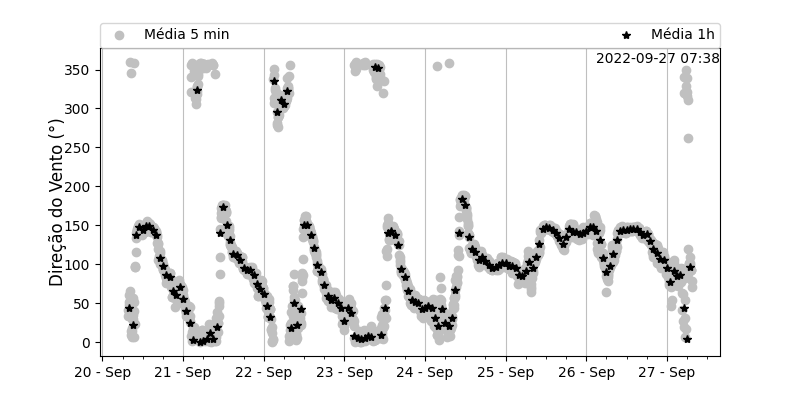 Média 5 min
Média 1h
2022-09-27 07:38
Direção do Vento (°)
350
300
250
200
150
100
50
0
20 - Sep
21 - Sep
22 - Sep
23 - Sep
24 - Sep
25 - Sep
26 - Sep
27 - Sep